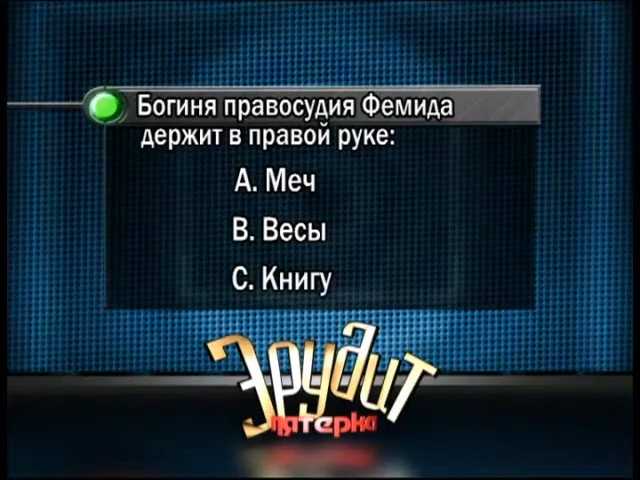 Богиня правосудия Фемида
держит в правой руке:
А. Меч
В. Весы
С. Книгу
Эрудит
пятерка